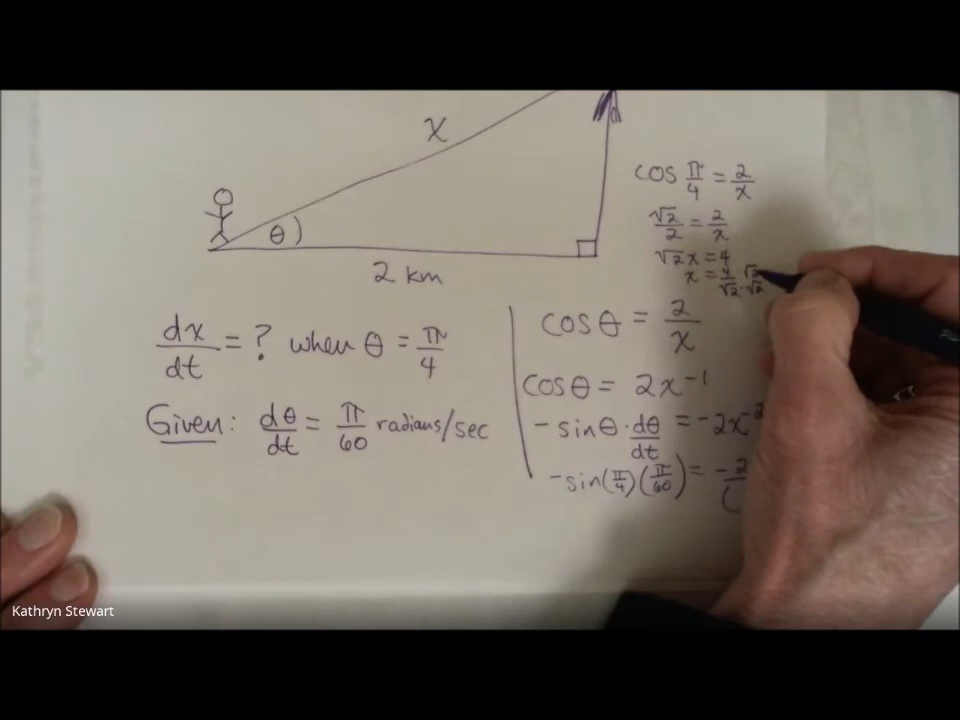 x
θ
2 km
dx/dt = ? when θ = π/4
Given: dθ/dt = π/60 radians/sec
cos π/4 = 2/x
√2/2 = 2/x
√2 x = 4
x = 4/√2 · √2/√2
cos θ = 2/x
cos θ = 2x⁻¹
- sin θ · dθ/dt = -2x⁻²
- sin(π/4)(π/60) = - 2/(
Kathryn Stewart